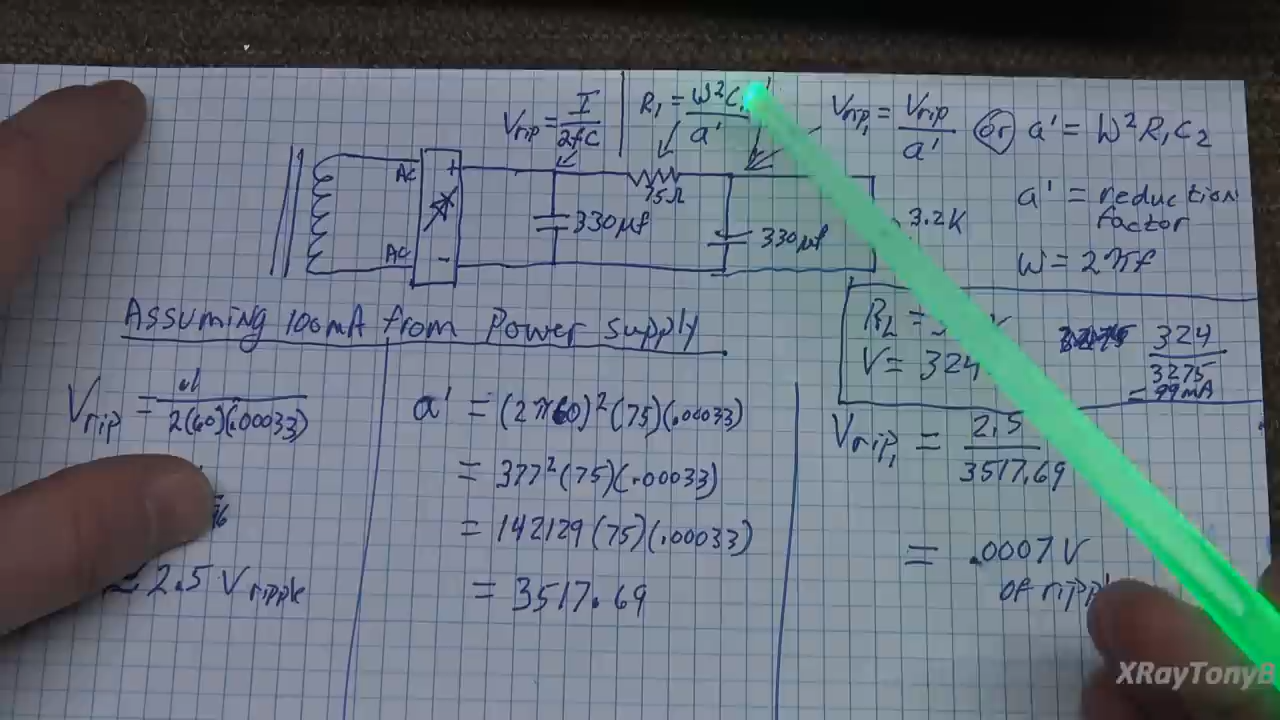 Vrip = I / 2fC
R₁ = W²C / a'
Vrip₁ = Vrip / a' or a' = W²R₁C₂
AC + 75Ω
330µf 330µf 3.2K
AC -
a' = reduction factor
W = 2πf
Assuming 100mA from Power Supply
RL =
V = 324
324 / 3275 = 99mA
Vrip = .1 / 2(60)(.00033)
≈ 2.5 Vripple
a' = (2π60)²(75)(.00033)
= 377²(75)(.00033)
= 142129(75)(.00033)
= 3517.69
Vrip₁ = 2.5 / 3517.69
= .0007V
of
XRayTonyB